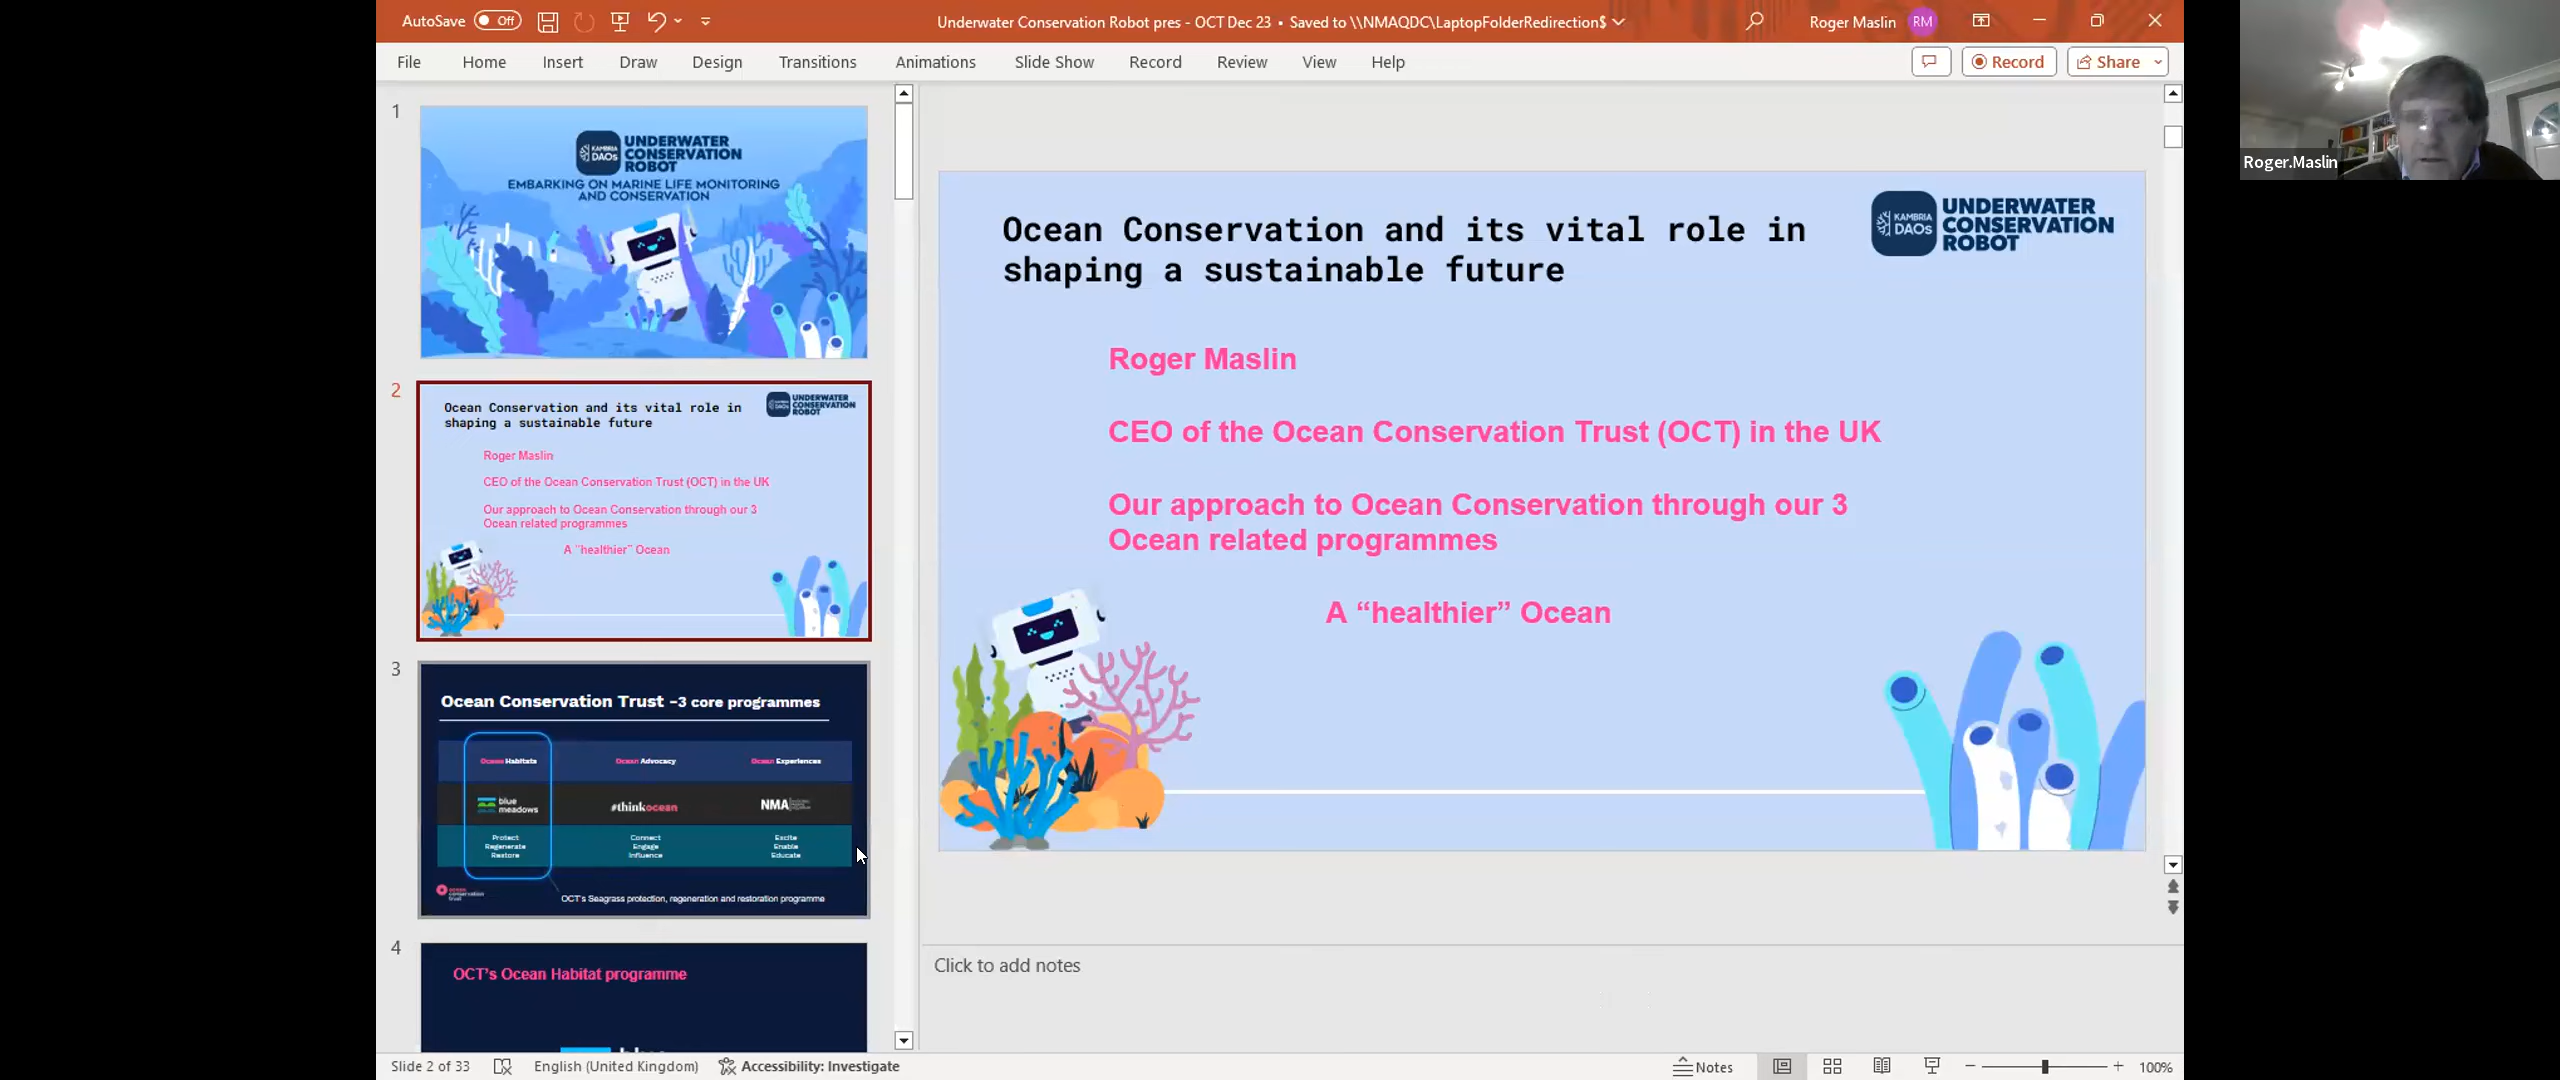 AutoSave Off
Underwater Conservation Robot pres - OCT Dec 23 • Saved to \\NMAQDC\LaptopFolderRedirection$
Roger Maslin RM
File Home Insert Draw Design Transitions Animations Slide Show Record Review View Help
Record Share
1
KAMBRIA
DAOs
UNDERWATER
CONSERVATION
ROBOT
EMBARKING ON MARINE LIFE MONITORING
AND CONSERVATION
2
Ocean Conservation and its vital role in
shaping a sustainable future
KAMBRIA
DAOs
UNDERWATER
CONSERVATION
ROBOT
Roger Maslin
CEO of the Ocean Conservation Trust (OCT) in the UK
Our approach to Ocean Conservation through our 3
Ocean related programmes
A “healthier” Ocean
3
Ocean Conservation Trust -3 core programmes
Ocean Habitats Ocean Advocacy Ocean Experiences
blue
meadows
#thinkocean
NMA
Protect
Regenerate
Restore
Connect
Engage
Influence
Excite
Enable
Educate
ocean
conservation
trust
OCT's Seagrass protection, regeneration and restoration programme
4
OCT's Ocean Habitat programme
Ocean Conservation and its vital role in
shaping a sustainable future
KAMBRIA
DAOs
UNDERWATER
CONSERVATION
ROBOT
Roger Maslin
CEO of the Ocean Conservation Trust (OCT) in the UK
Our approach to Ocean Conservation through our 3
Ocean related programmes
A “healthier” Ocean
Click to add notes
Slide 2 of 33 English (United Kingdom) Accessibility: Investigate Notes 100%
Roger.Maslin